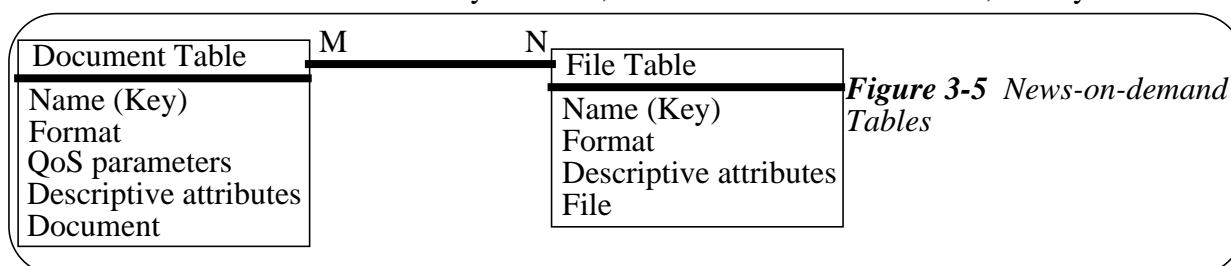 Document Table
M
N
File Table
Name (Key)
Format
QoS parameters
Descriptive attributes
Document
Name (Key)
Format
Descriptive attributes
File
Figure 3-5 News-on-demand
Tables